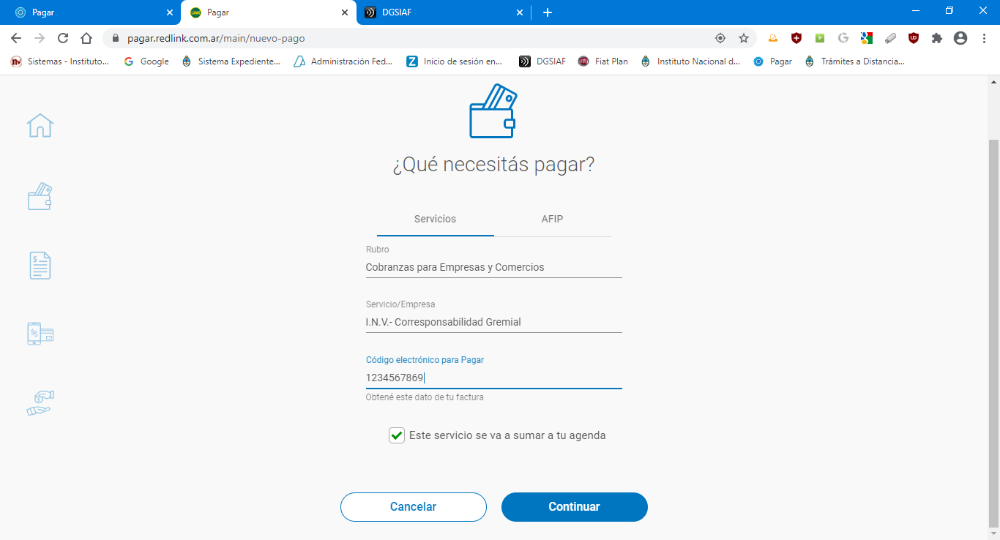 Pagar
LINK Pagar
DGSIAF
pagar.redlink.com.ar/main/nuevo-pago
Sistemas - Instituto...
Google
Sistema Expediente...
Administración Fed...
Inicio de sesión en...
DGSIAF
Fiat Plan
Instituto Nacional d...
Pagar
Trámites a Distancia...
¿Qué necesitás pagar?
Servicios
AFIP
Rubro
Cobranzas para Empresas y Comercios
Servicio/Empresa
I.N.V.- Corresponsabilidad Gremial
Código electrónico para Pagar
1234567869
Obtené este dato de tu factura
Este servicio se va a sumar a tu agenda
Cancelar
Continuar